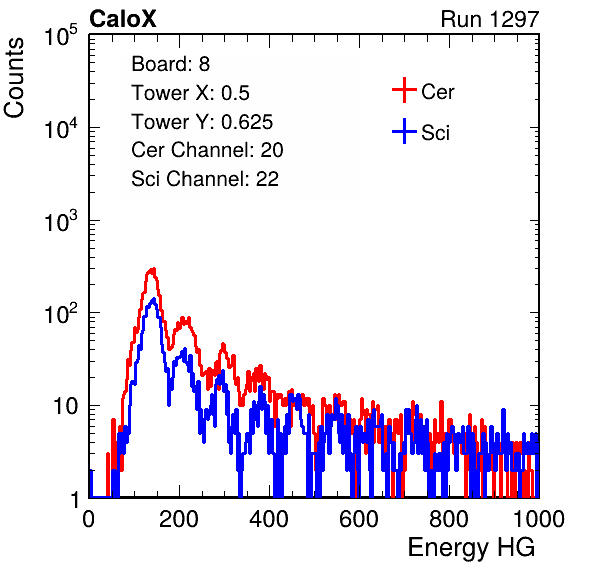 CaloX Run 1297
Counts
10^5
10^4
10^3
10^2
10
1
Board: 8
Tower X: 0.5
Tower Y: 0.625
Cer Channel: 20
Sci Channel: 22
Cer
Sci
0 200 400 600 800 1000
Energy HG